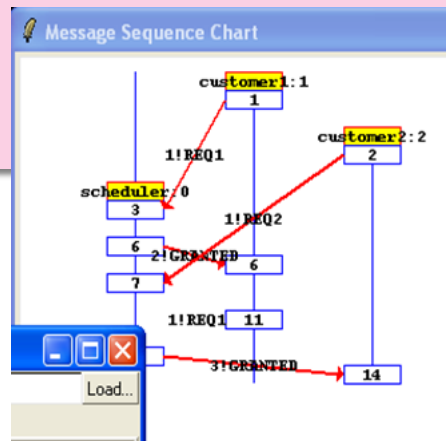 Message Sequence Chart
customer1:1
1
customer2:2
2
1!REQ1
scheduler:0
3
1!REQ2
6
2!GRANTED
6
7
1!REQ1
11
3!GRANTED
14
Load...